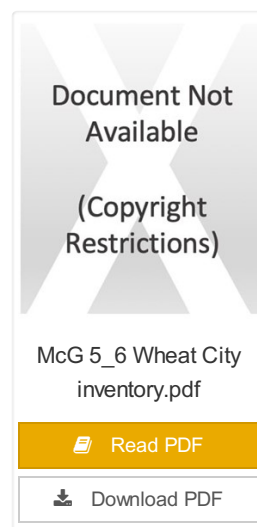 Document Not
Available
(Copyright
Restrictions)
McG 5_6 Wheat City
inventory.pdf
Read PDF
Download PDF